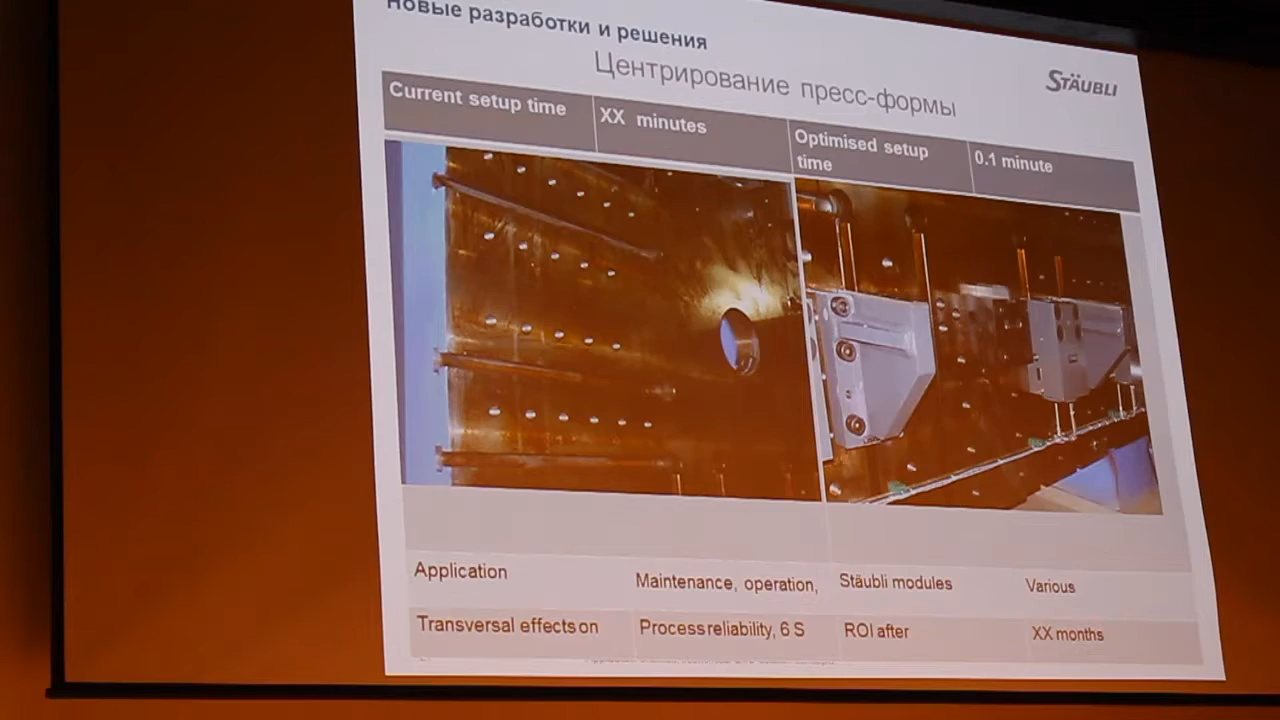 Новые разработки и решения
Центрирование пресс-формы
STÄUBLI
Current setup time
XX minutes
Optimised setup
time
0.1 minute
Application
Maintenance, operation,
Stäubli modules
Various
Transversal effects on
Process reliability, 6 S
ROI after
XX months